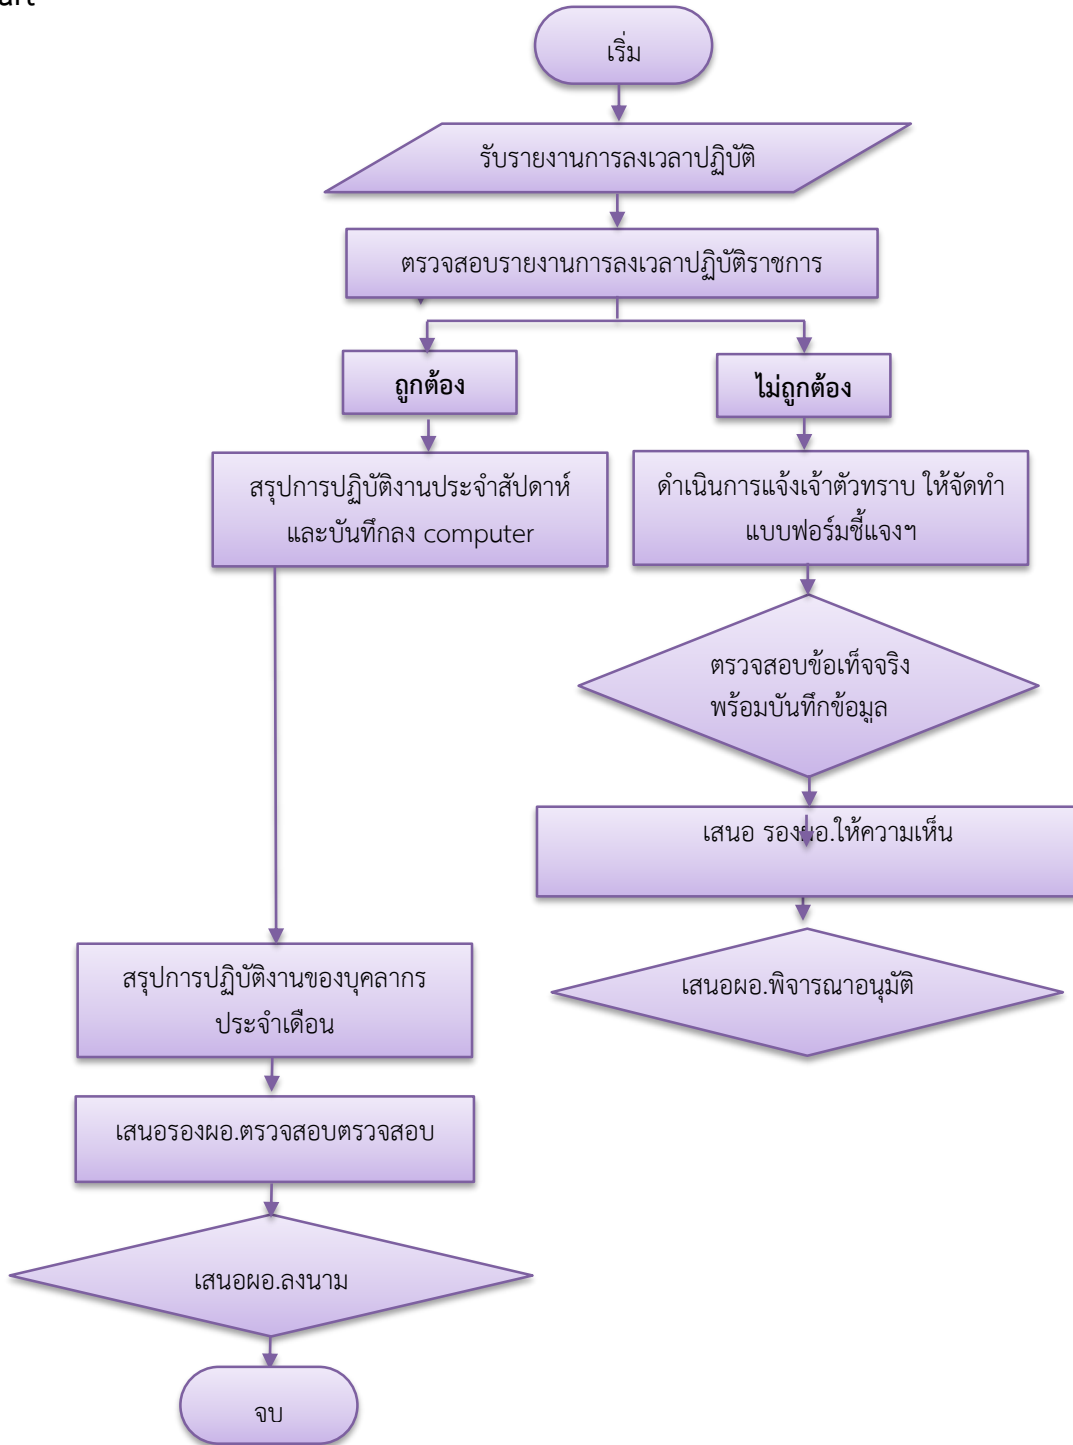 เริ่ม
รับรายงานการลงเวลาปฏิบัติ
ตรวจสอบรายงานการลงเวลาปฏิบัติราชการ
ถูกต้อง
ไม่ถูกต้อง
สรุปการปฏิบัติงานประจำสัปดาห์
และบันทึกลง computer
ดำเนินการแจ้งเจ้าตัวทราบ ให้จัดทำ
แบบฟอร์มชี้แจงฯ
ตรวจสอบข้อเท็จจริง
พร้อมบันทึกข้อมูล
เสนอ รองผอ.ให้ความเห็น
สรุปการปฏิบัติงานของบุคลากร
ประจำเดือน
เสนอผอ.พิจารณาอนุมัติ
เสนอรองผอ.ตรวจสอบตรวจสอบ
เสนอผอ.ลงนาม
จบ